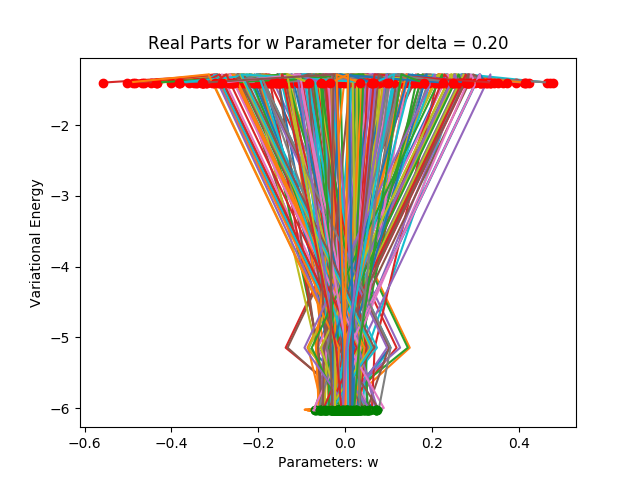 Real Parts for w Parameter for delta = 0.20
Variational Energy
−2
−3
−4
−5
−6
−0.6 −0.4 −0.2 0.0 0.2 0.4
Parameters: w